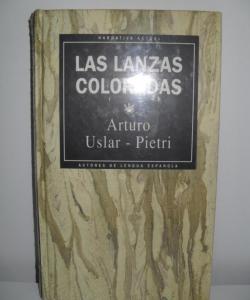 NARRATIVA ACTUAL
LAS LANZAS
COLORADAS
Arturo
Uslar - Pietri
AUTORES DE LENGUA ESPAÑOLA